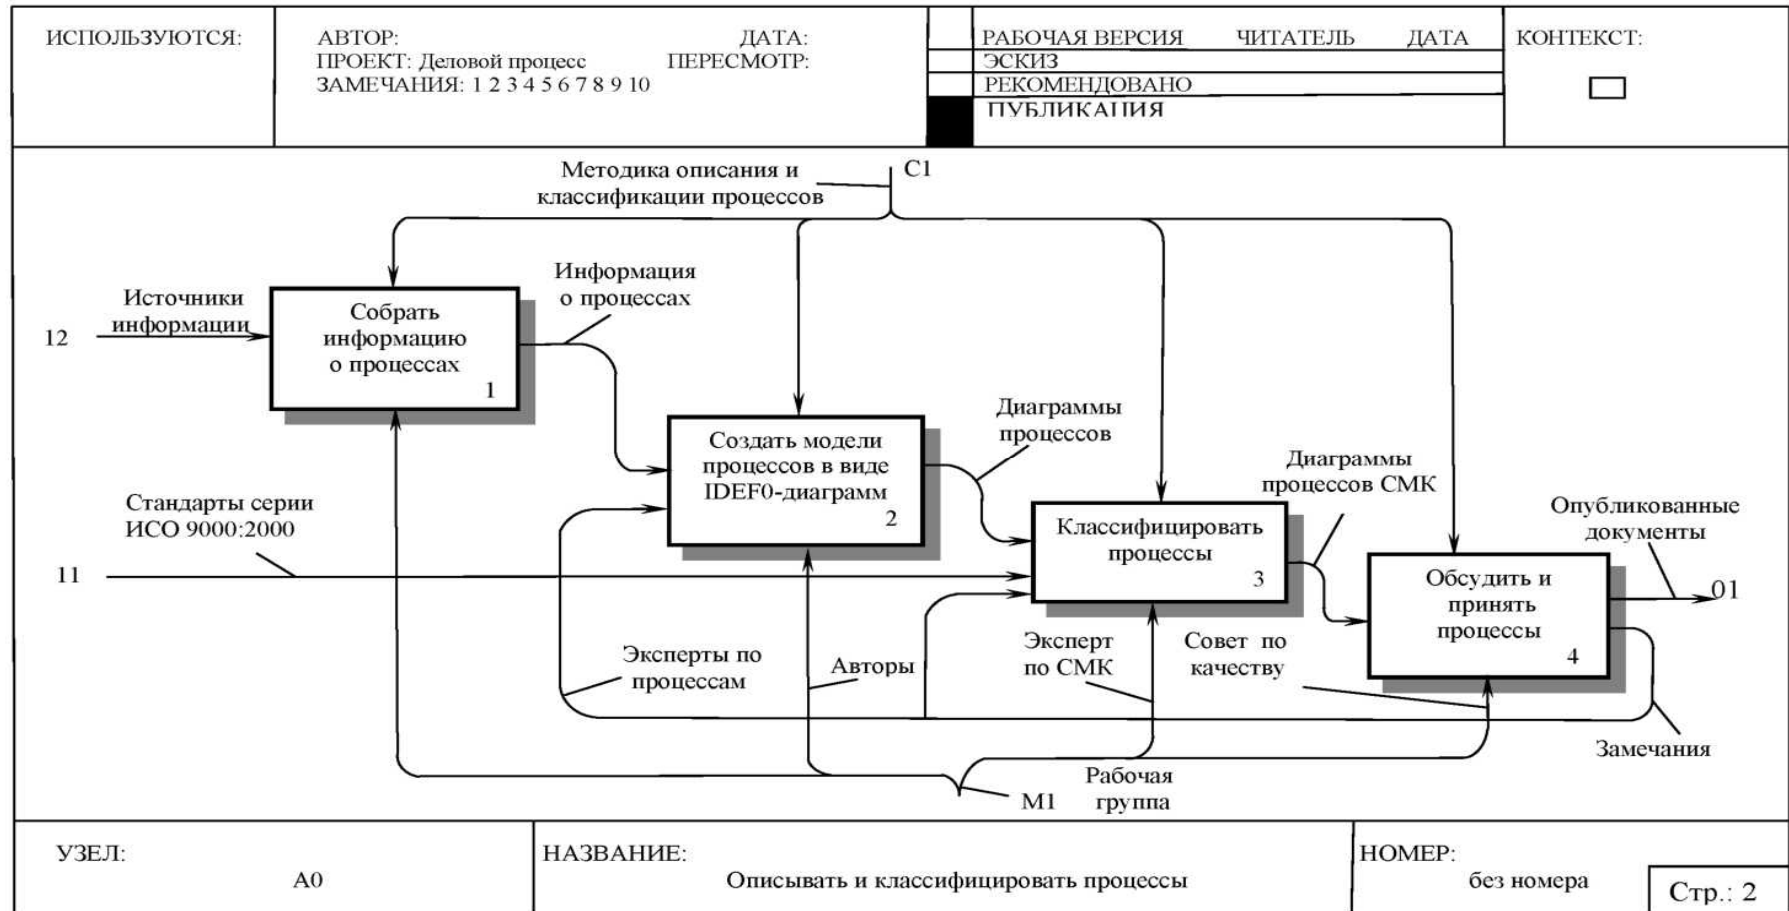 ИСПОЛЬЗУЮТСЯ:
АВТОР: ДАТА:
ПРОЕКТ: Деловой процесс ПЕРЕСМОТР:
ЗАМЕЧАНИЯ: 1 2 3 4 5 6 7 8 9 10
РАБОЧАЯ ВЕРСИЯ ЧИТАТЕЛЬ ДАТА
ЭСКИЗ
РЕКОМЕНДОВАНО
ПУБЛИКАЦИЯ
КОНТЕКСТ:
Методика описания и
классификации процессов
С1
Источники
информации
12
Собрать
информацию
о процессах
1
Информация
о процессах
Создать модели
процессов в виде
IDEF0-диаграмм
2
Диаграммы
процессов
Стандарты серии
ИСО 9000:2000
11
Классифицировать
процессы
3
Диаграммы
процессов СМК
Опубликованные
документы
01
Обсудить и
принять
процессы
4
Эксперты по
процессам
Авторы
Эксперт
по СМК
Совет по
качеству
Замечания
М1
Рабочая
группа
УЗЕЛ:
А0
НАЗВАНИЕ:
Описывать и классифицировать процессы
НОМЕР:
без номера
Стр.: 2